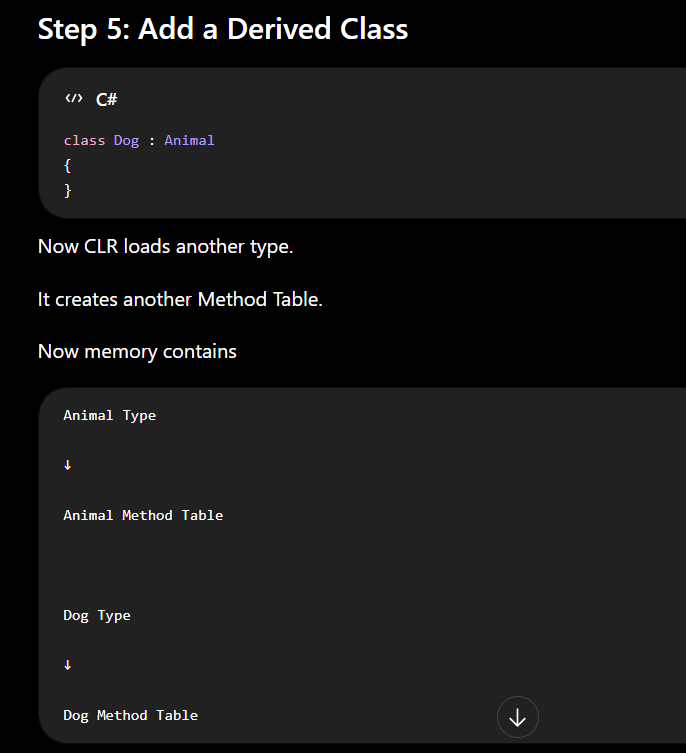 Step 5: Add a Derived Class
</> C#
class Dog : Animal
{
}
Now CLR loads another type.
It creates another Method Table.
Now memory contains
Animal Type
↓
Animal Method Table
Dog Type
↓
Dog Method Table